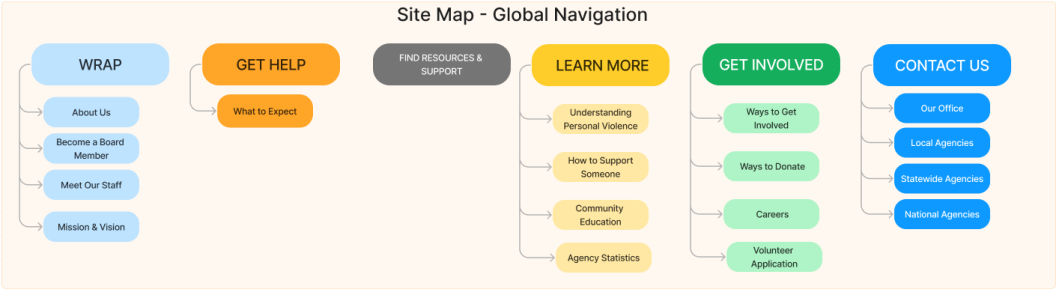 Site Map - Global Navigation
WRAP
About Us
Become a Board
Member
Meet Our Staff
Mission & Vision
GET HELP
What to Expect
FIND RESOURCES &
SUPPORT
LEARN MORE
Understanding
Personal Violence
How to Support
Someone
Community
Education
Agency Statistics
GET INVOLVED
Ways to Get
Involved
Ways to Donate
Careers
Volunteer
Application
CONTACT US
Our Office
Local Agencies
Statewide Agencies
National Agencies